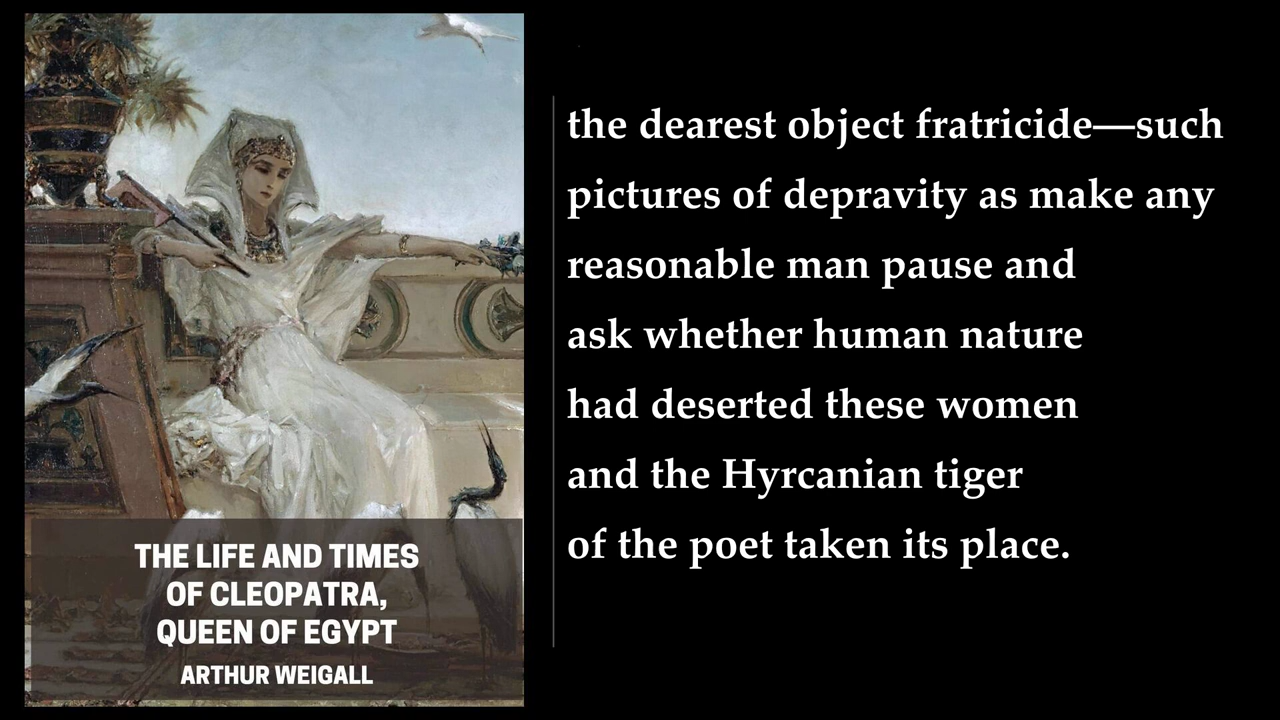 the dearest object fratricide—such
pictures of depravity as make any
reasonable man pause and
ask whether human nature
had deserted these women
and the Hyrcanian tiger
of the poet taken its place.
THE LIFE AND TIMES
OF CLEOPATRA,
QUEEN OF EGYPT
ARTHUR WEIGALL